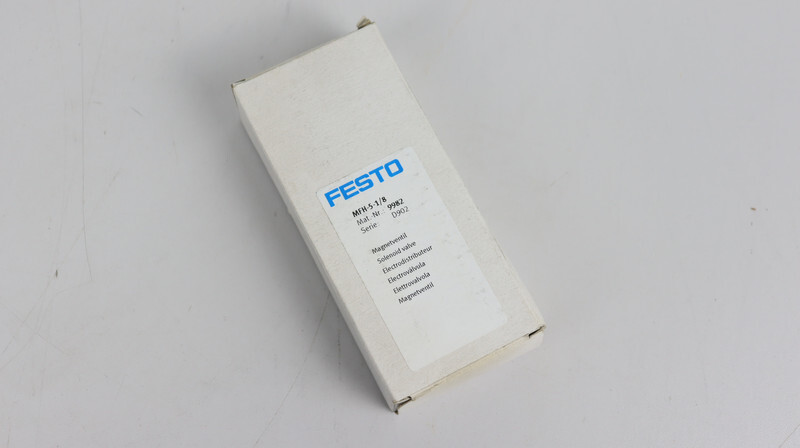 FESTO
MFH-5-1/8
Mat. Nr.: 9982
Serie: D902
Magnetventil
Solenoid valve
Electrodistributeur
Electroválvula
Elettrovalvola
Magnetventil